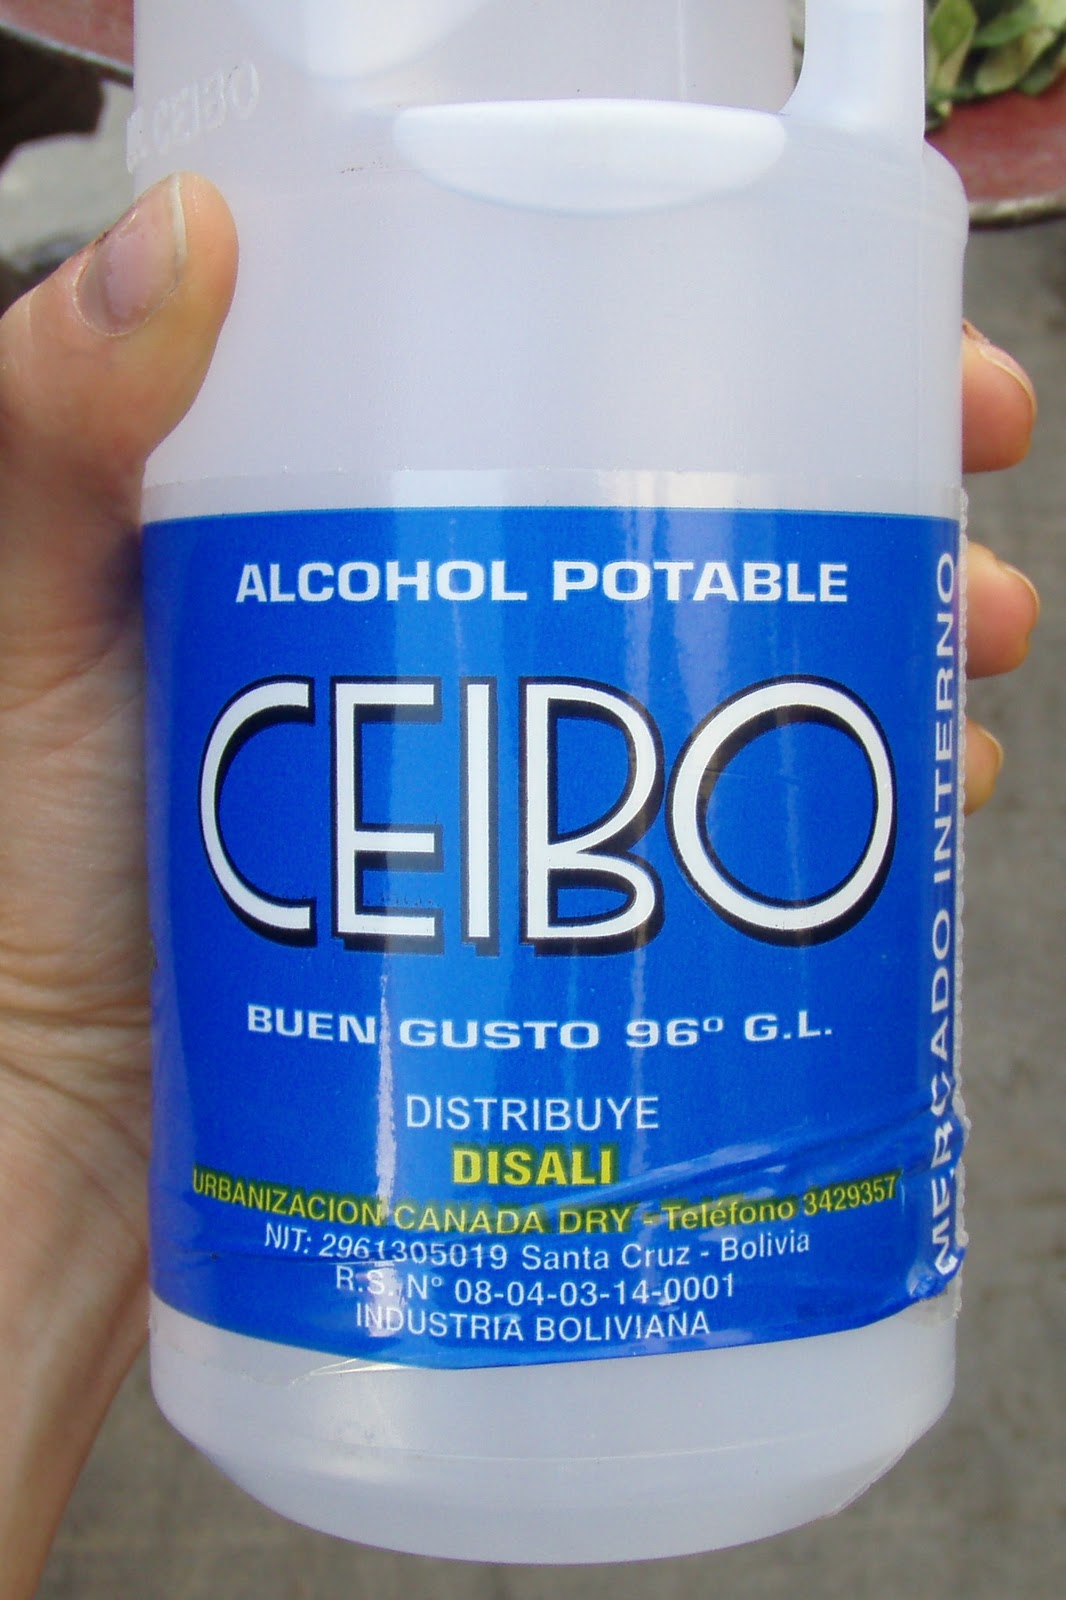 CEIBO
ALCOHOL POTABLE
CEIBO
BUEN GUSTO 96º G.L.
DISTRIBUYE
DISALI
URBANIZACION CANADA DRY - Teléfono 3429357
NIT: 2961305019 Santa Cruz - Bolivia
R.S. N° 08-04-03-14-0001
INDUSTRIA BOLIVIANA
MERCADO INTERNO